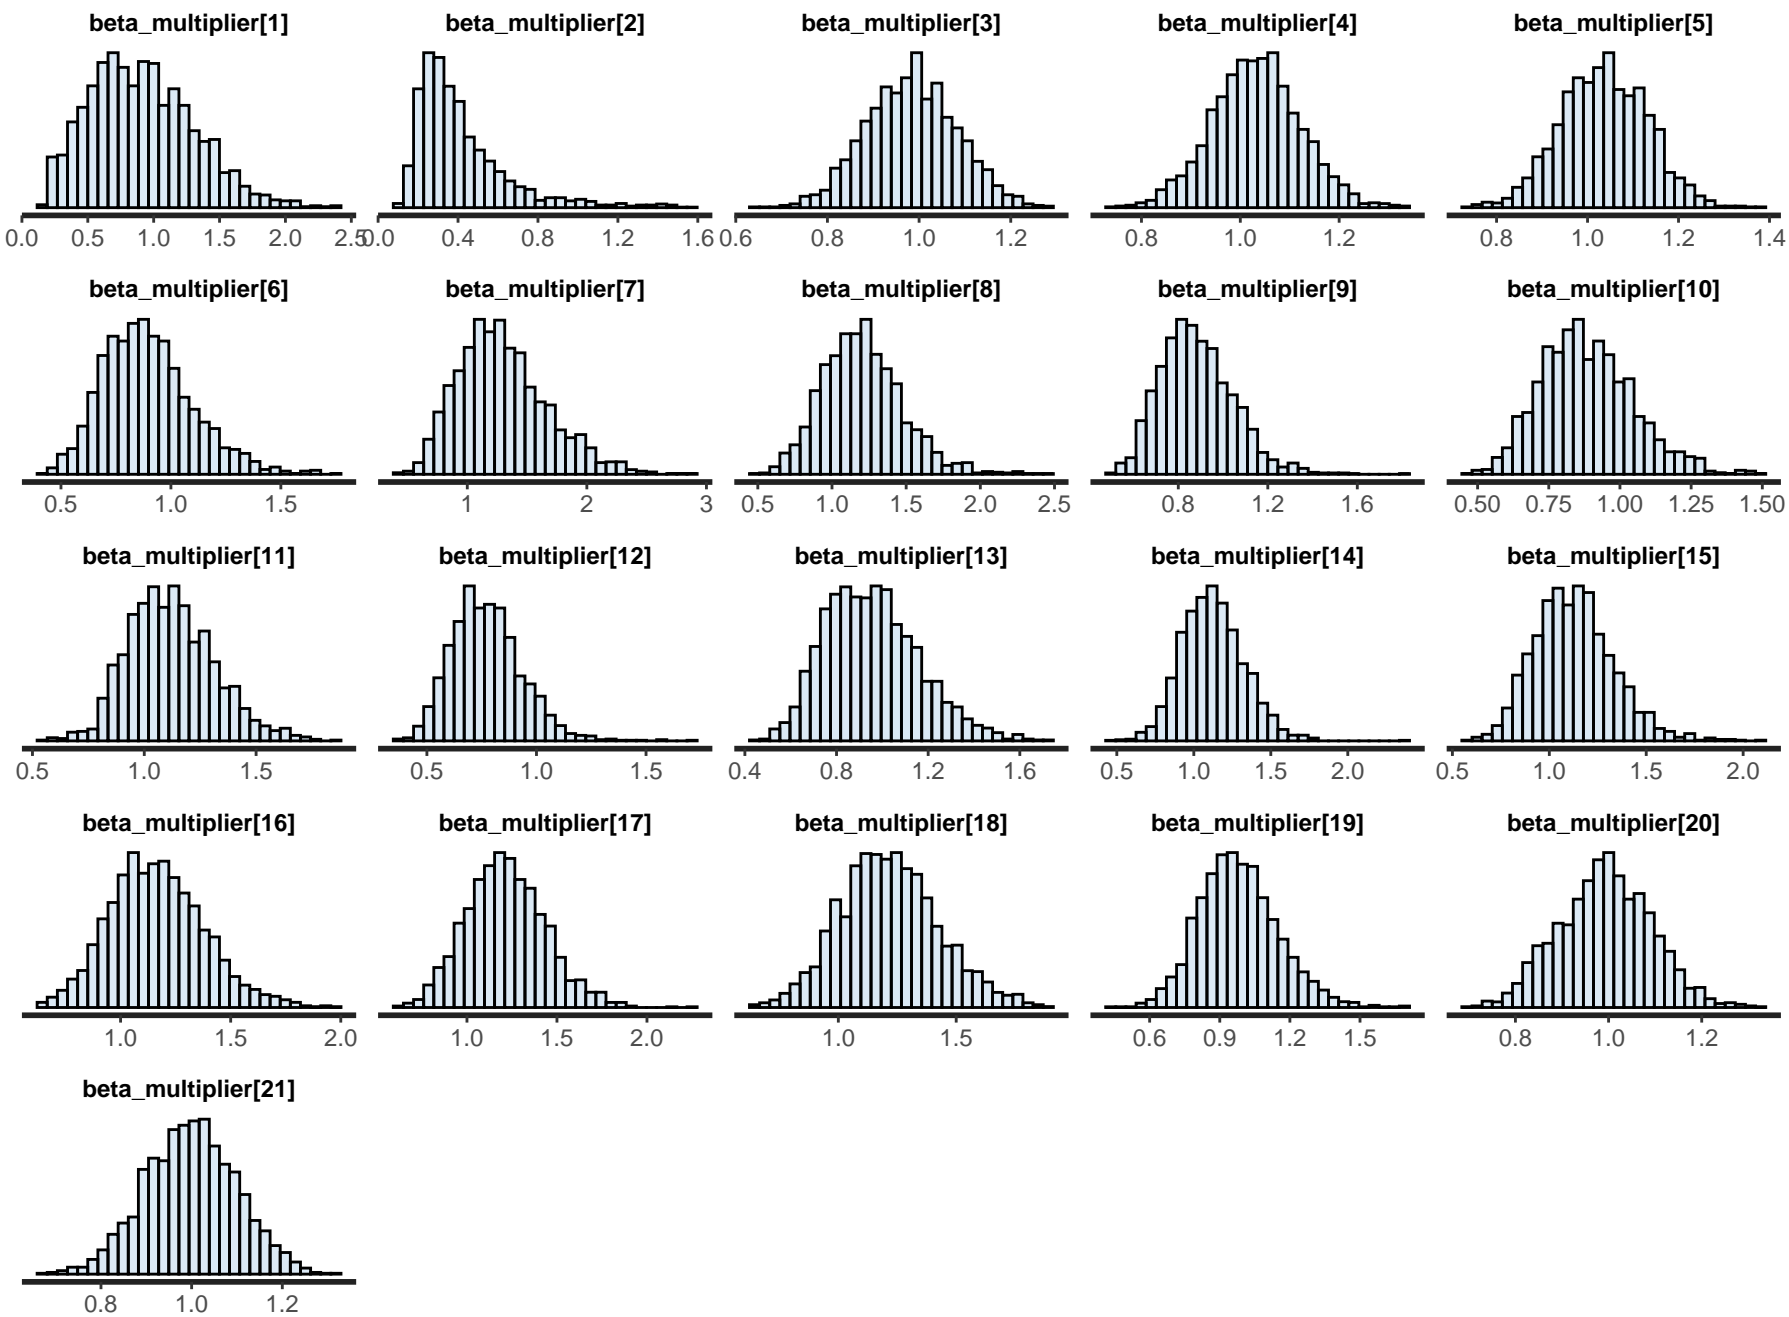 beta_multiplier[1] beta_multiplier[2] beta_multiplier[3] beta_multiplier[4] beta_multiplier[5]
0.0 0.5 1.0 1.5 2.0 2.5 0.0 0.4 0.8 1.2 1.6 0.6 0.8 1.0 1.2 0.8 1.0 1.2 0.8 1.0 1.2 1.4
beta_multiplier[6] beta_multiplier[7] beta_multiplier[8] beta_multiplier[9] beta_multiplier[10]
0.5 1.0 1.5 1 2 3 0.5 1.0 1.5 2.0 2.5 0.8 1.2 1.6 0.50 0.75 1.00 1.25 1.50
beta_multiplier[11] beta_multiplier[12] beta_multiplier[13] beta_multiplier[14] beta_multiplier[15]
0.5 1.0 1.5 0.5 1.0 1.5 0.4 0.8 1.2 1.6 0.5 1.0 1.5 2.0 0.5 1.0 1.5 2.0
beta_multiplier[16] beta_multiplier[17] beta_multiplier[18] beta_multiplier[19] beta_multiplier[20]
1.0 1.5 2.0 1.0 1.5 2.0 1.0 1.5 0.6 0.9 1.2 1.5 0.8 1.0 1.2
beta_multiplier[21]
0.8 1.0 1.2